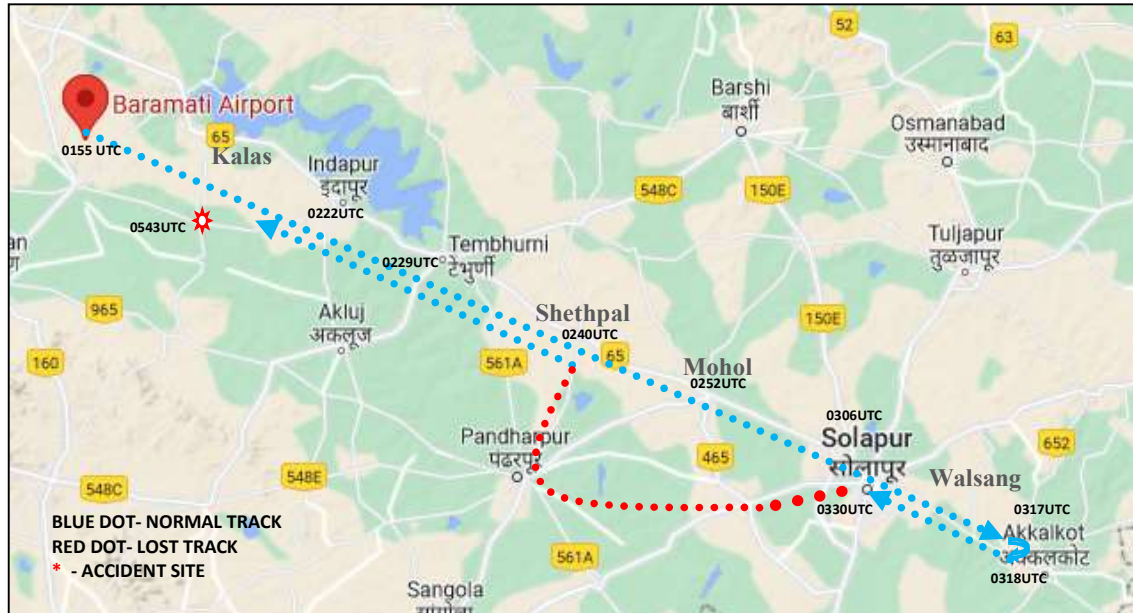 52
63
Barshi
बार्शी
Baramati Airport
Osmanabad
उस्मानाबाद
65
0155 UTC
Kalas
Indapur
इंदापूर
548C
150E
0222UTC
0543UTC
Tuljapur
तुळजापूर
Tembhurni
टेंभुर्णी
0229UTC
965
Akluj
अकलूज
Shethpal
0240UTC
150E
160
561A
65
Mohol
0252UTC
0306UTC
Pandharpur
पंढरपूर
Solapur
सोलापूर
652
465
548C
548E
Walsang
0330UTC
0317UTC
BLUE DOT- NORMAL TRACK
RED DOT- LOST TRACK
* - ACCIDENT SITE
Akkalkot
561A
0318UTC
Sangola